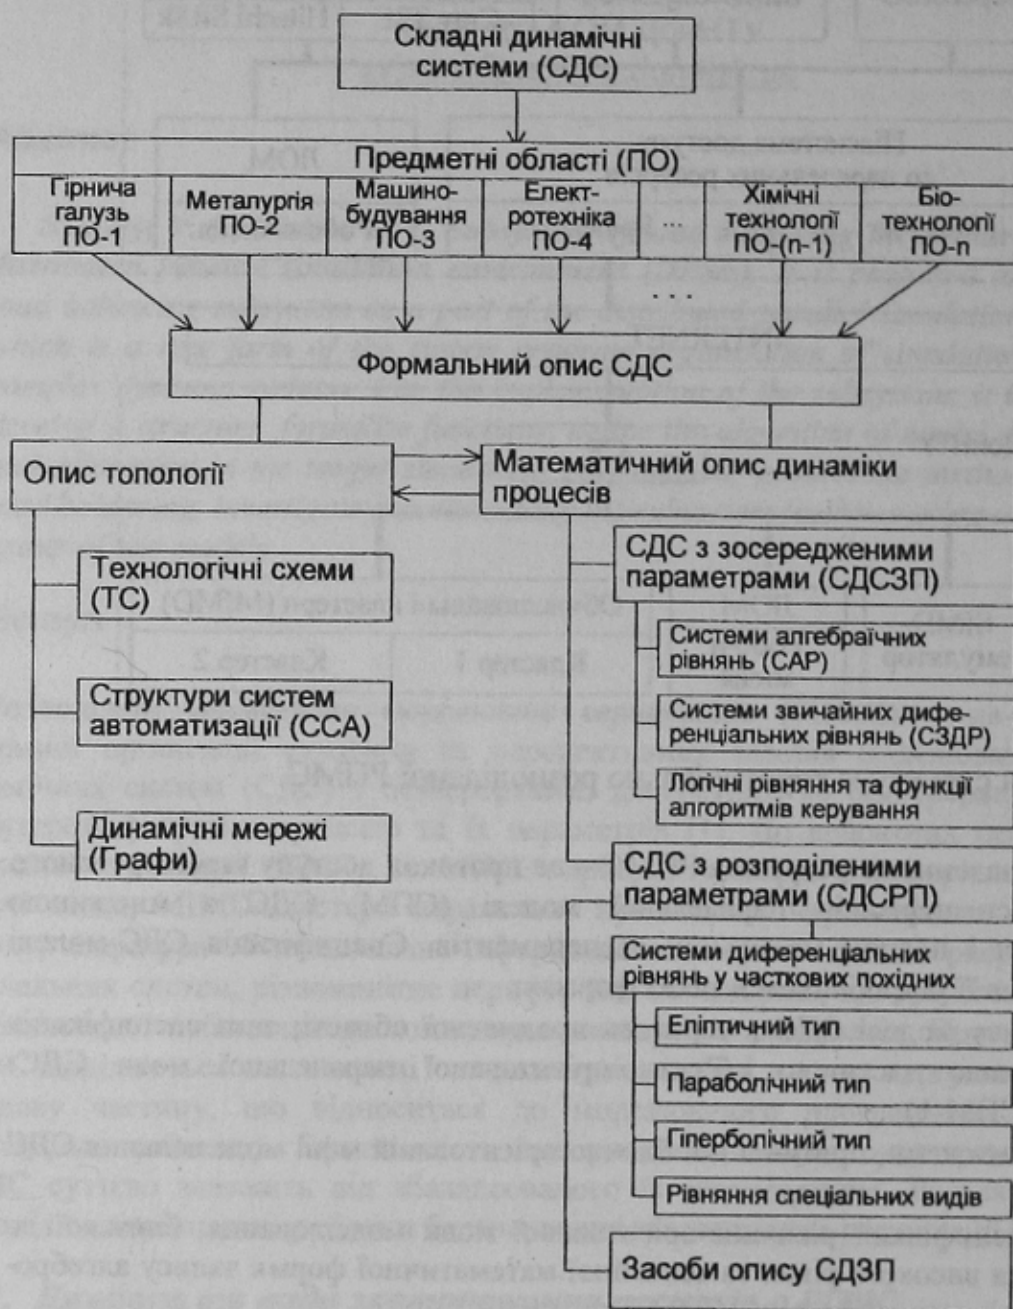 Складні динамічні
системи (СДС)
Предметні області (ПО)
Гірнича
галузь
ПО-1
Металургія
ПО-2
Машино-
будування
ПО-3
Елект-
ротехніка
ПО-4
...
Хімічні
технології
ПО-(n-1)
Біо-
технології
ПО-n
. . .
Формальний опис СДС
Опис топології
Математичний опис динаміки
процесів
Технологічні схеми
(ТС)
Структури систем
автоматизації (ССА)
Динамічні мережі
(Графи)
СДС з зосередженими
параметрами (СДСЗП)
Системи алгебраїчних
рівнянь (САР)
Системи звичайних дифе-
ренціальних рівнянь (СЗДР)
Логічні рівняння та функції
алгоритмів керування
СДС з розподіленими
параметрами (СДСРП)
Системи диференціальних
рівнянь у часткових похідних
Еліптичний тип
Параболічний тип
Гіперболічний тип
Рівняння спеціальних видів
Засоби опису СДЗП